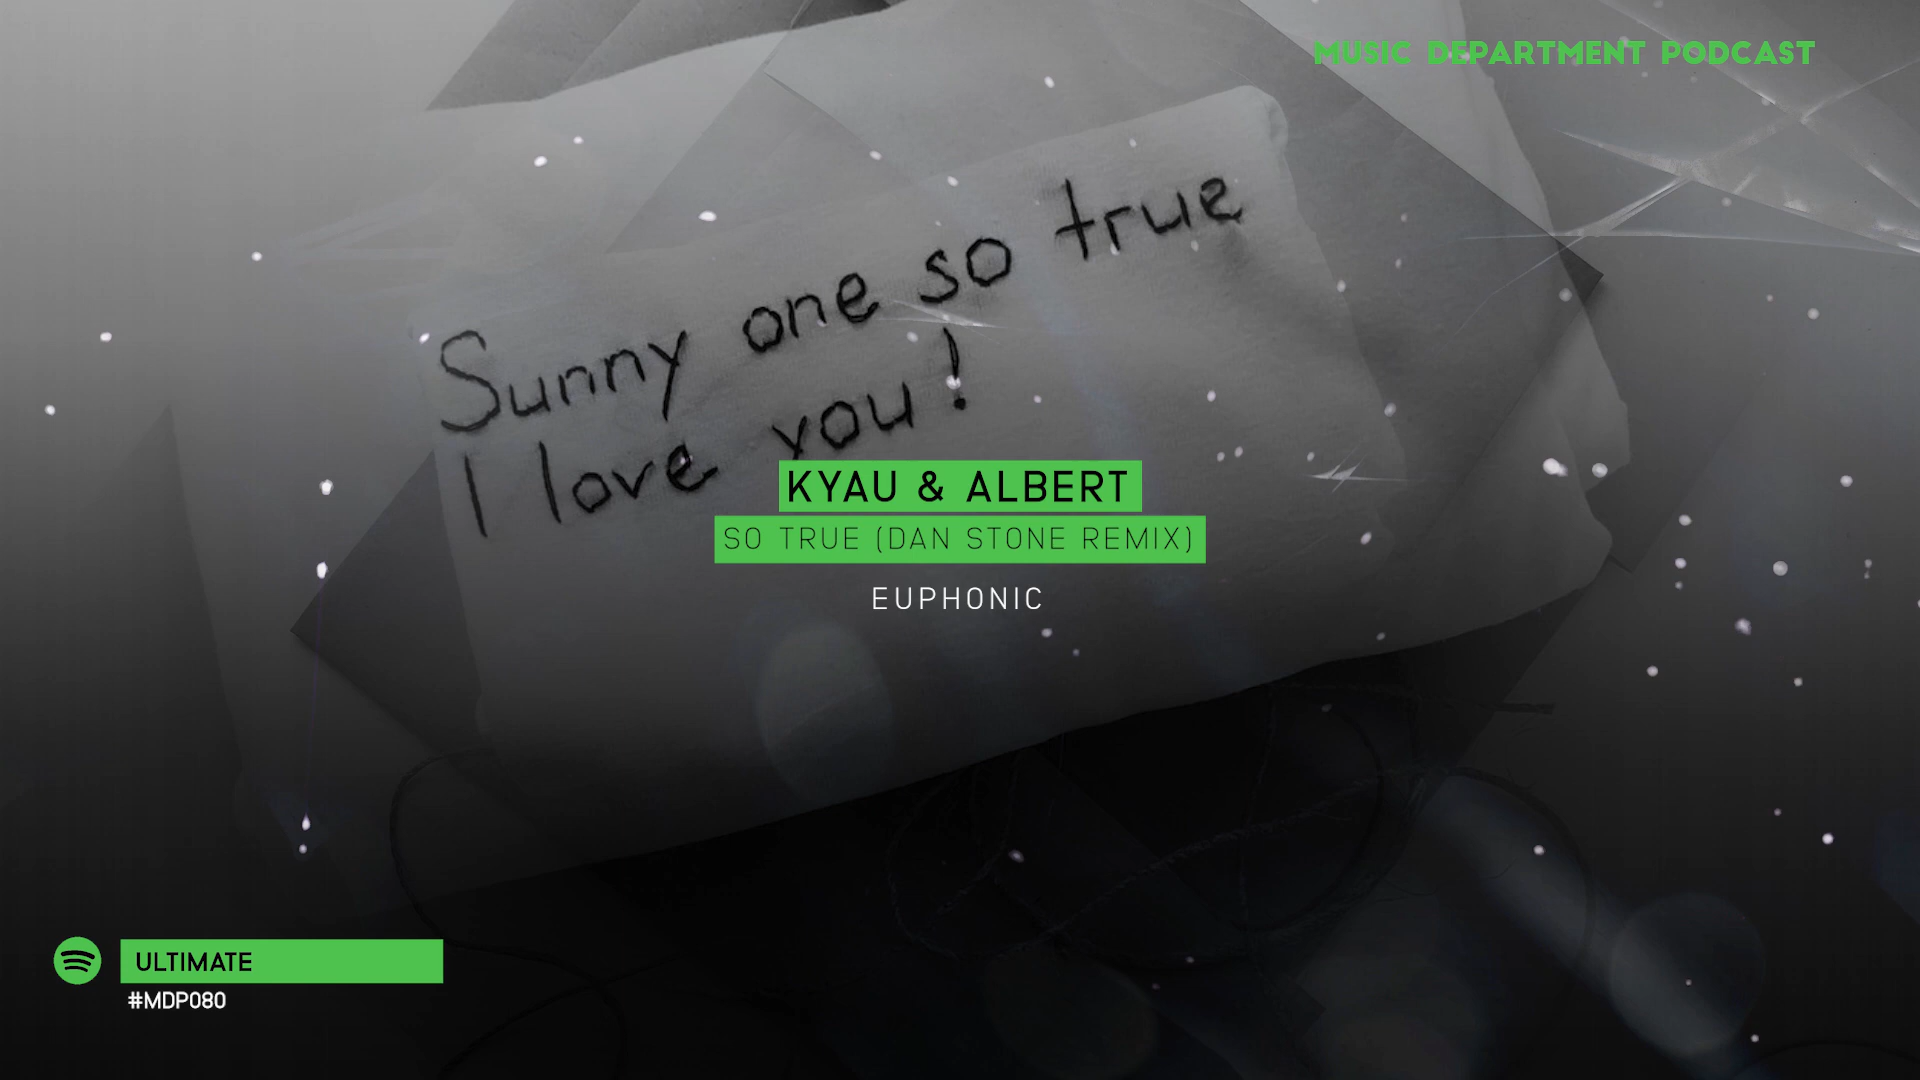 MUSIC DEPARTMENT PODCAST
Sunny one so true
I love you!
KYAU & ALBERT
SO TRUE (DAN STONE REMIX)
EUPHONIC
ULTIMATE
#MDP080